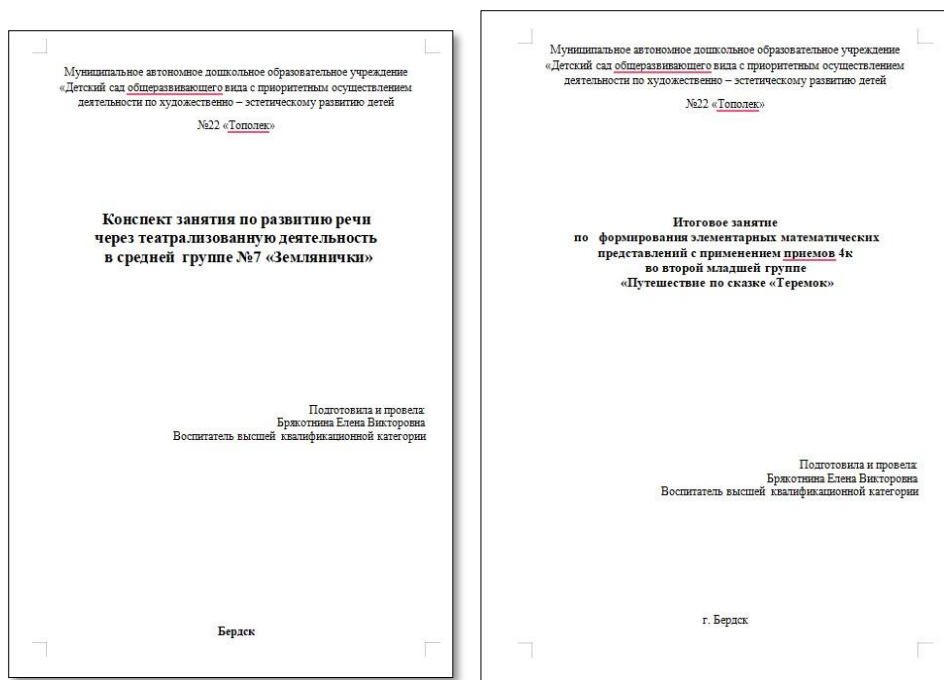 Муниципальное автономное дошкольное образовательное учреждение
«Детский сад общеразвивающего вида с приоритетным осуществлением
деятельности по художественно – эстетическому развитию детей
№22 «Тополек»
Конспект занятия по развитию речи
через театрализованную деятельность
в средней группе №7 «Землянички»
Подготовила и провела:
Брякотнина Елена Викторовна
Воспитатель высшей квалификационной категории
Бердск
Муниципальное автономное дошкольное образовательное учреждение
«Детский сад общеразвивающего вида с приоритетным осуществлением
деятельности по художественно – эстетическому развитию детей
№22 «Тополек»
Итоговое занятие
по формирования элементарных математических
представлений с применением приемов 4к
во второй младшей группе
«Путешествие по сказке «Теремок»
Подготовила и провела:
Брякотнина Елена Викторовна
Воспитатель высшей квалификационной категории
г. Бердск